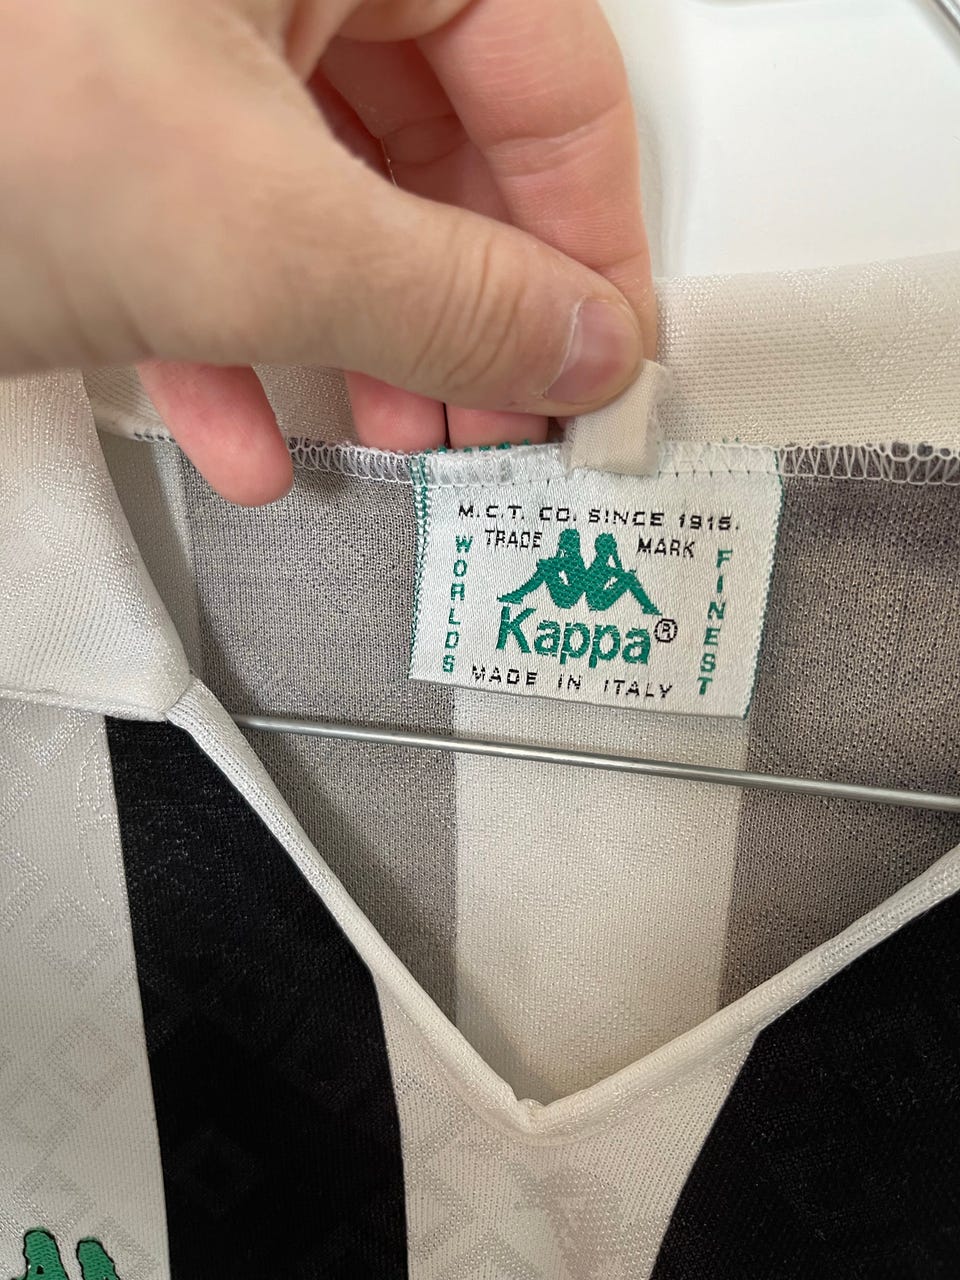 M.C.T. CO. SINCE 1916.
TRADE MARK
WORLDS
FINEST
Kappa®
MADE IN ITALY